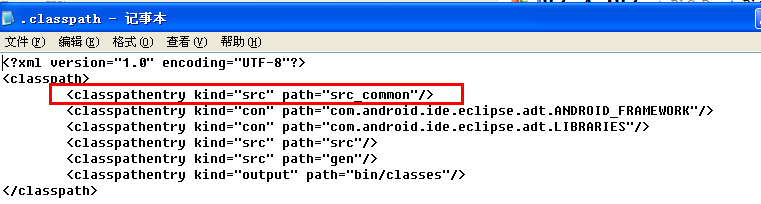 .classpath - 记事本
文件(F) 编辑(E) 格式(O) 查看(V) 帮助(H)
<?xml version="1.0" encoding="UTF-8"?>
<classpath>
<classpathentry kind="src" path="src_common"/>
<classpathentry kind="con" path="com.android.ide.eclipse.adt.ANDROID_FRAMEWORK"/>
<classpathentry kind="con" path="com.android.ide.eclipse.adt.LIBRARIES"/>
<classpathentry kind="src" path="src"/>
<classpathentry kind="src" path="gen"/>
<classpathentry kind="output" path="bin/classes"/>
</classpath>